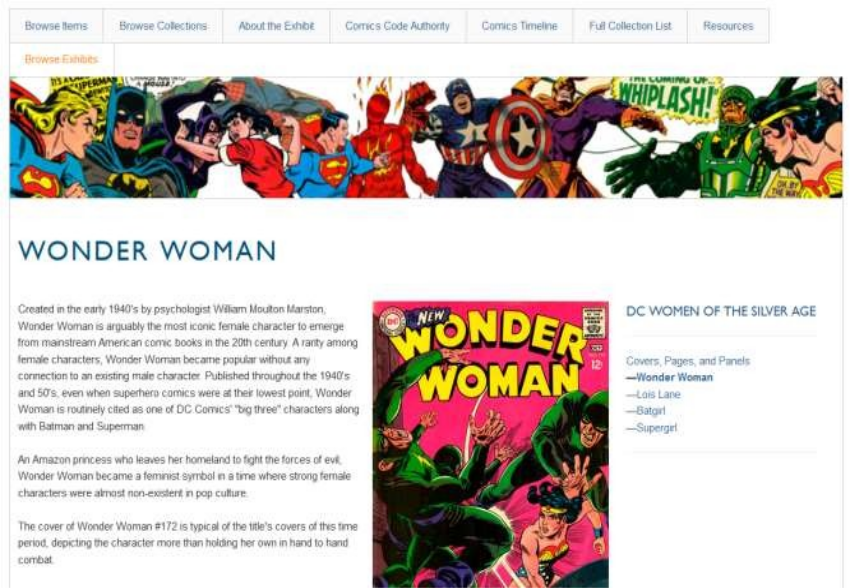 Browse Items
Browse Collections
About the Exhibit
Comics Code Authority
Comics Timeline
Full Collection List
Resources
Browse Exhibits
SUPERMAN
A MOUSE!
THE COMING OF...
WHIPLASH!"
OH, BY
THE WAY,
WONDER WOMAN
Created in the early 1940's by psychologist William Moulton Marston,
Wonder Woman is arguably the most iconic female character to emerge
from mainstream American comic books in the 20th century. A rarity among
female characters, Wonder Woman became popular without any
connection to an existing male character. Published throughout the 1940's
and 50's, even when superhero comics were at their lowest point, Wonder
Woman is routinely cited as one of DC Comics' "big three" characters along
with Batman and Superman.
An Amazon princess who leaves her homeland to fight the forces of evil,
Wonder Woman became a feminist symbol in a time where strong female
characters were almost non-existent in pop culture.
The cover of Wonder Woman #172 is typical of the title's covers of this time
period, depicting the character more than holding her own in hand to hand
combat.
DC
NEW
WONDER
WOMAN
12¢
DC WOMEN OF THE SILVER AGE
Covers, Pages, and Panels
—Wonder Woman
—Lois Lane
—Batgirl
—Supergirl